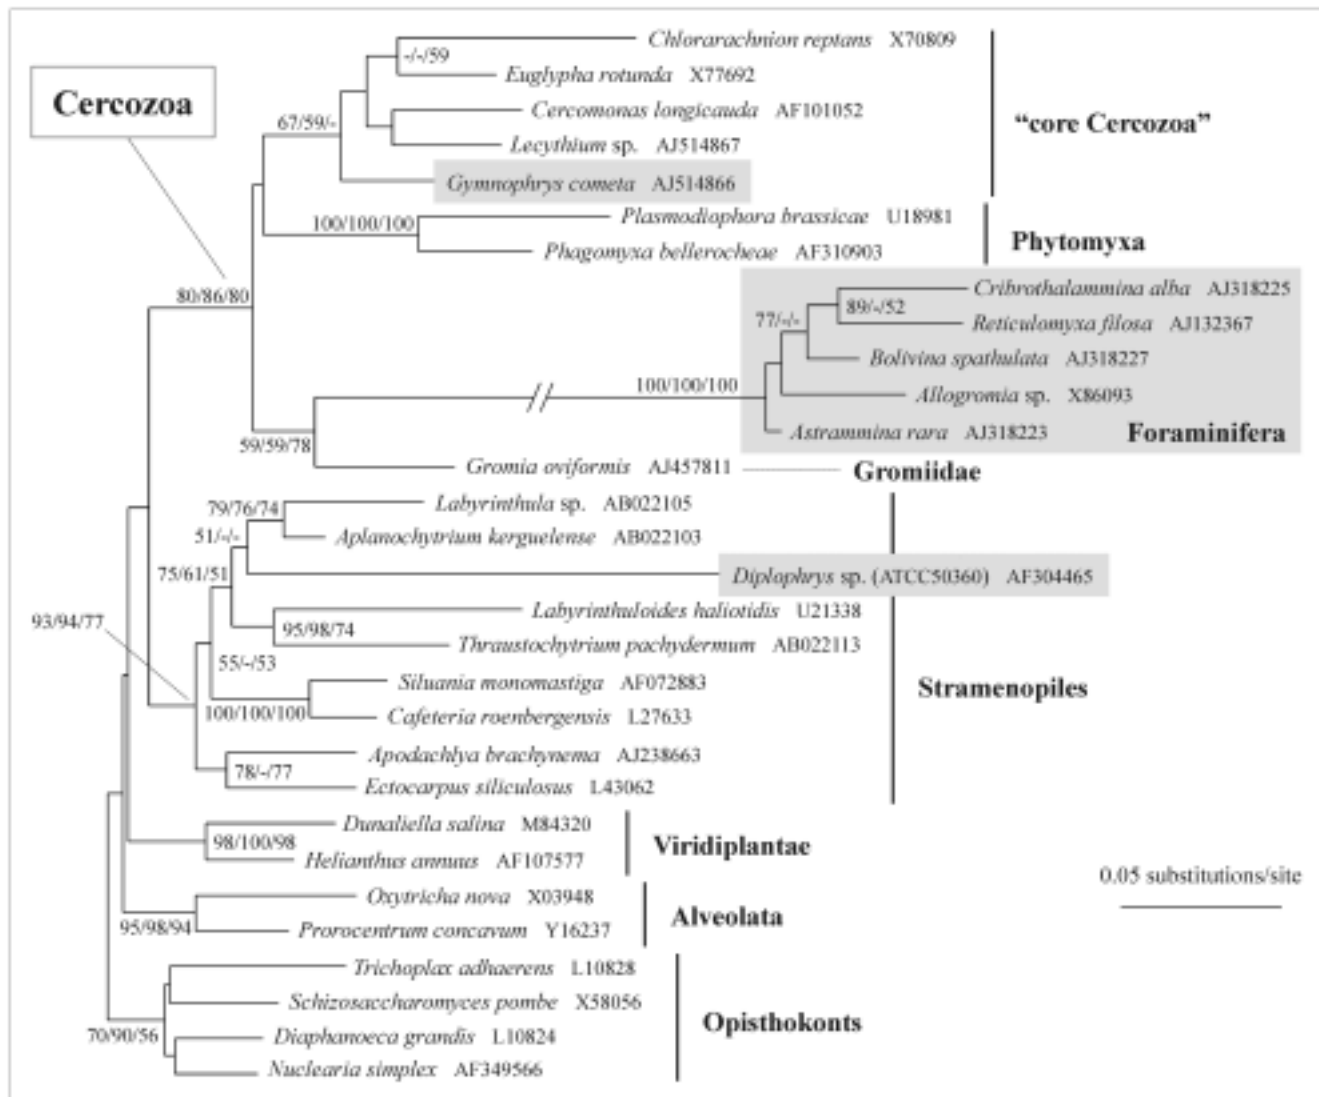 Chlorarachnion reptans X70809
-/-/59
Euglypha rotunda X77692
Cercozoa
Cercomonas longicauda AF101052
67/59/-
"core Cercozoa"
Lecythium sp. AJ514867
Gymnophrys cometa AJ514866
Plasmodiophora brassicae U18981
100/100/100
Phytomyxa
Phagomyxa bellerocheae AF310903
Cribrothalammina alba AJ318225
80/86/80
89/-/52
77/-/-
Reticulomyxa filosa AJ132367
Bolivina spathulata AJ318227
100/100/100
Allogromia sp. X86093
Astrammina rara AJ318223
Foraminifera
59/59/78
Gromia oviformis AJ457811
Gromiidae
Labyrinthula sp. AB022105
79/76/74
51/-/-
Aplanochytrium kerguelense AB022103
75/61/51
Diplophrys sp. (ATCC50360) AF304465
Labyrinthuloides haliotidis U21338
93/94/77
95/98/74
Thraustochytrium pachydermum AB022113
55/-/53
Siluania monomastiga AF072883
Stramenopiles
100/100/100
Cafeteria roenbergensis L27633
Apodachlya brachynema AJ238663
78/-/77
Ectocarpus siliculosus L43062
Dunaliella salina M84320
98/100/98
Viridiplantae
Helianthus annuus AF107577
0.05 substitutions/site
Oxytricha nova X03948
Alveolata
95/98/94
Prorocentrum concavum Y16237
Trichoplax adhaerens L10828
Schizosaccharomyces pombe X58056
Opisthokonts
70/90/56
Diaphanoeca grandis L10824
Nuclearia simplex AF349566